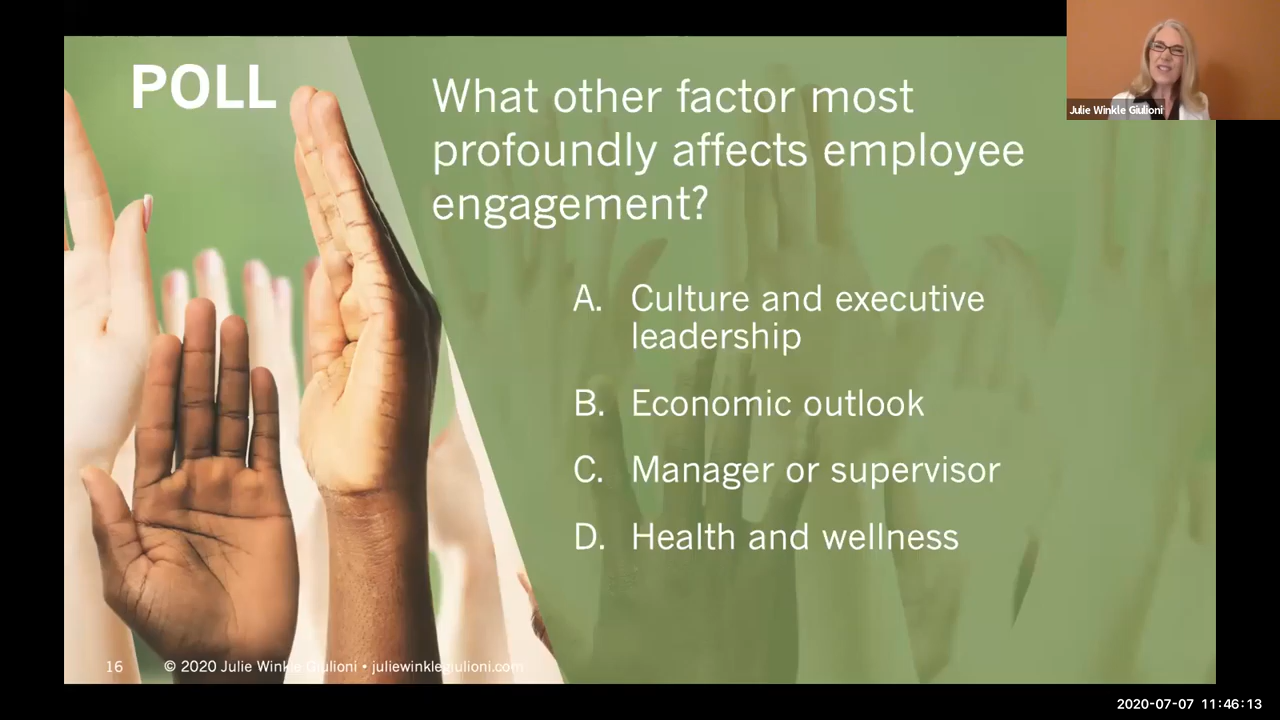 POLL
What other factor most
profoundly affects employee
engagement?
A. Culture and executive
leadership
B. Economic outlook
C. Manager or supervisor
D. Health and wellness
16 © 2020 Julie Winkle Giulioni • juliewinklegiulioni.com
Julie Winkle Giulioni
2020-07-07 11:46:13